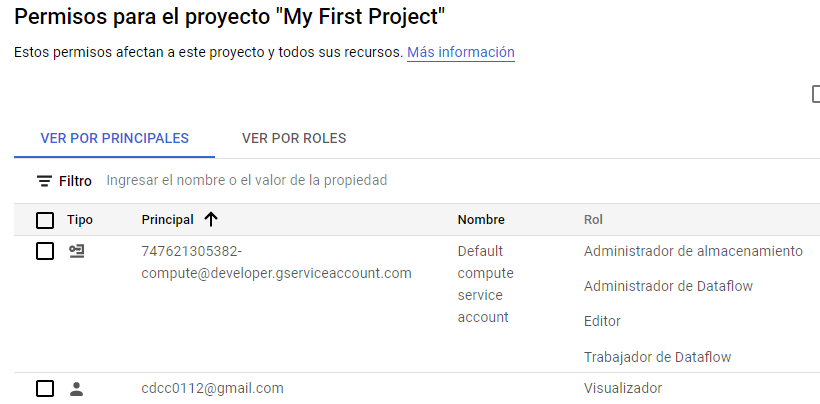 Permisos para el proyecto "My First Project"
Estos permisos afectan a este proyecto y todos sus recursos. Más información
VER POR PRINCIPALES
VER POR ROLES
Filtro Ingresar el nombre o el valor de la propiedad
Tipo Principal Nombre Rol
747621305382-
compute@developer.gserviceaccount.com
Default
compute
service
account
Administrador de almacenamiento
Administrador de Dataflow
Editor
Trabajador de Dataflow
cdcc0112@gmail.com
Visualizador